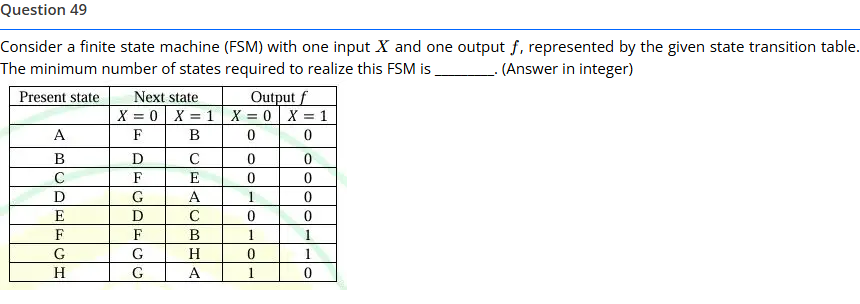 Question 49
Consider a finite state machine (FSM) with one input X and one output f, represented by the given state transition table.
The minimum number of states required to realize this FSM is ________. (Answer in integer)
Present state Next state Output f
X = 0 X = 1 X = 0 X = 1
A F B 0 0
B D C 0 0
C F E 0 0
D G A 1 0
E D C 0 0
F F B 1 1
G G H 0 1
H G A 1 0